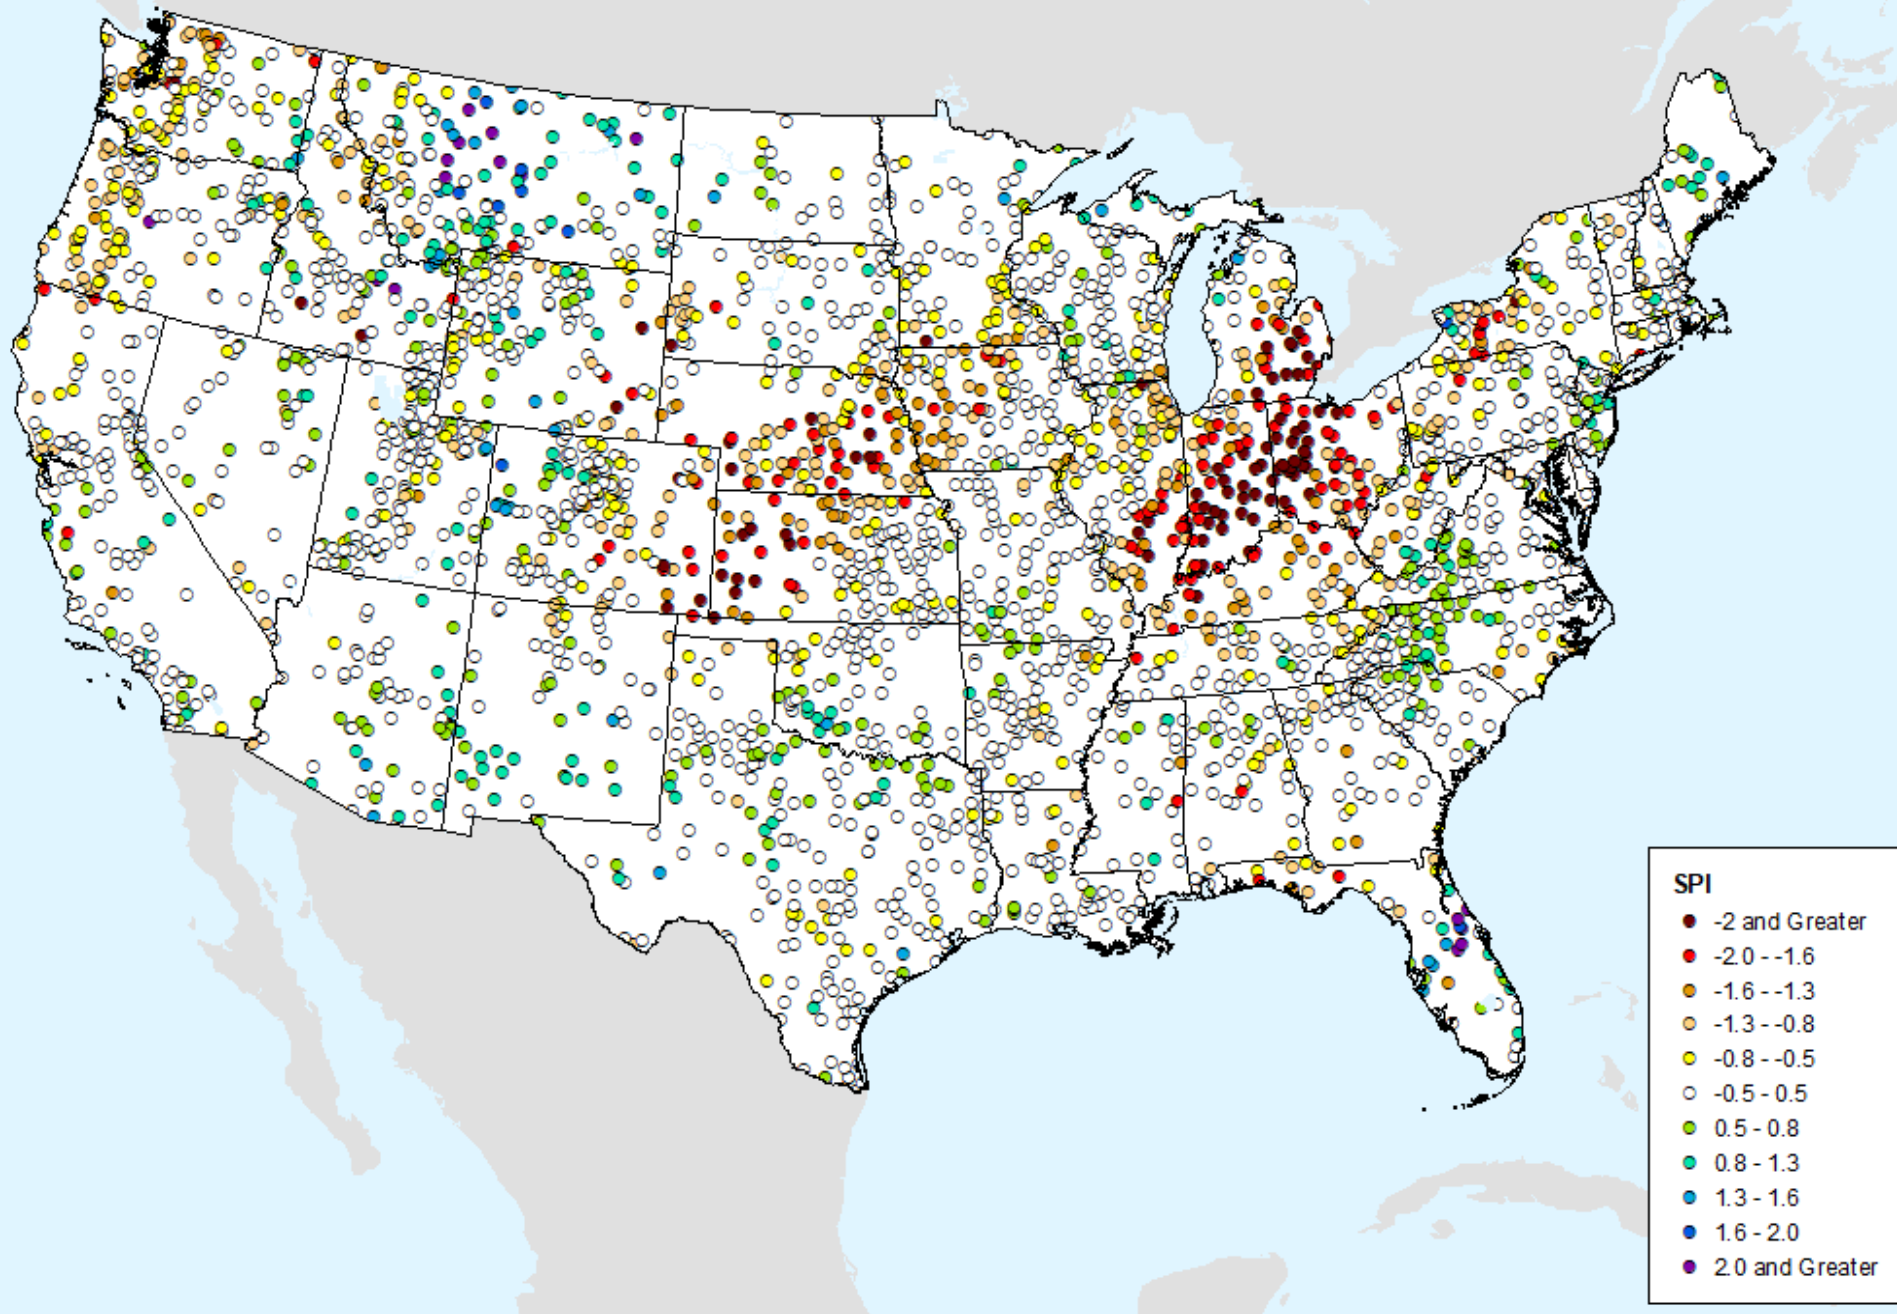 SPI
-2 and Greater
-2.0 - -1.6
-1.6 - -1.3
-1.3 - -0.8
-0.8 - -0.5
-0.5 - 0.5
0.5 - 0.8
0.8 - 1.3
1.3 - 1.6
1.6 - 2.0
2.0 and Greater